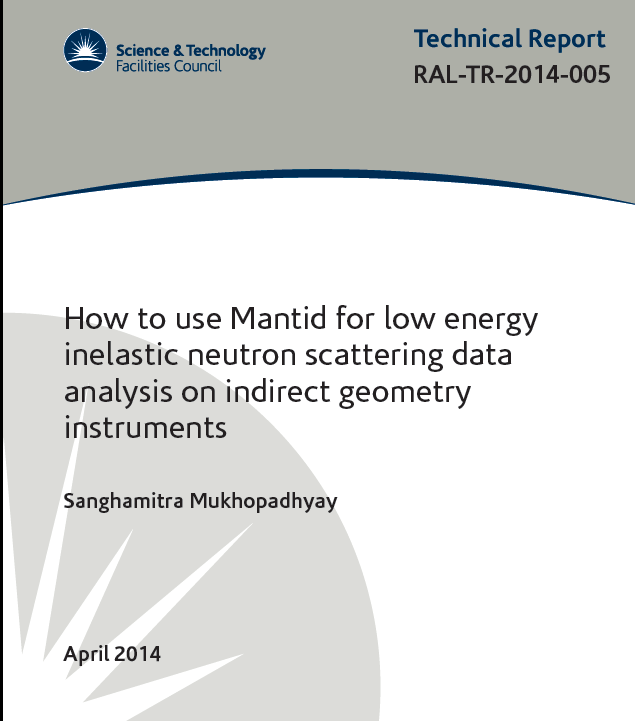 Science & Technology
Facilities Council
Technical Report
RAL-TR-2014-005
How to use Mantid for low energy
inelastic neutron scattering data
analysis on indirect geometry
instruments
Sanghamitra Mukhopadhyay
April 2014